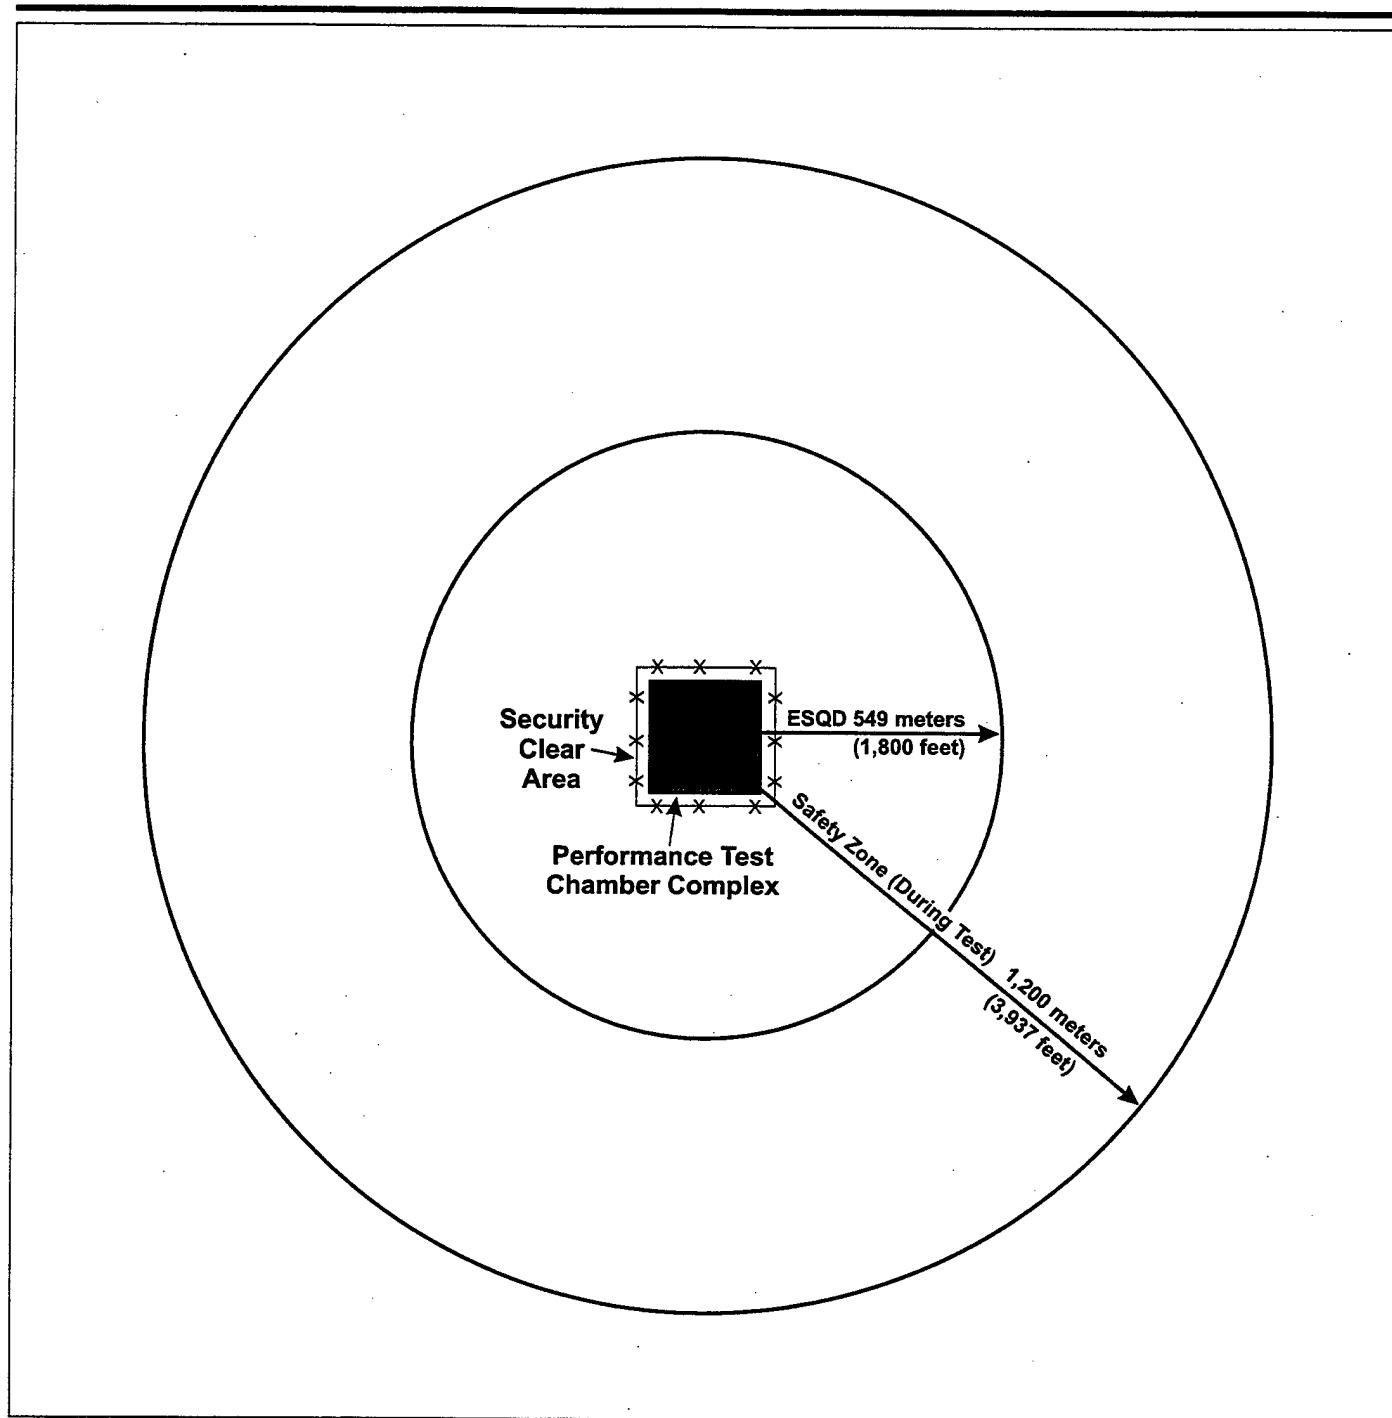 Security
Clear
Area
ESQD 549 meters
(1,800 feet)
Safety Zone (During Test) 1,200 meters
(3,937 feet)
Performance Test
Chamber Complex